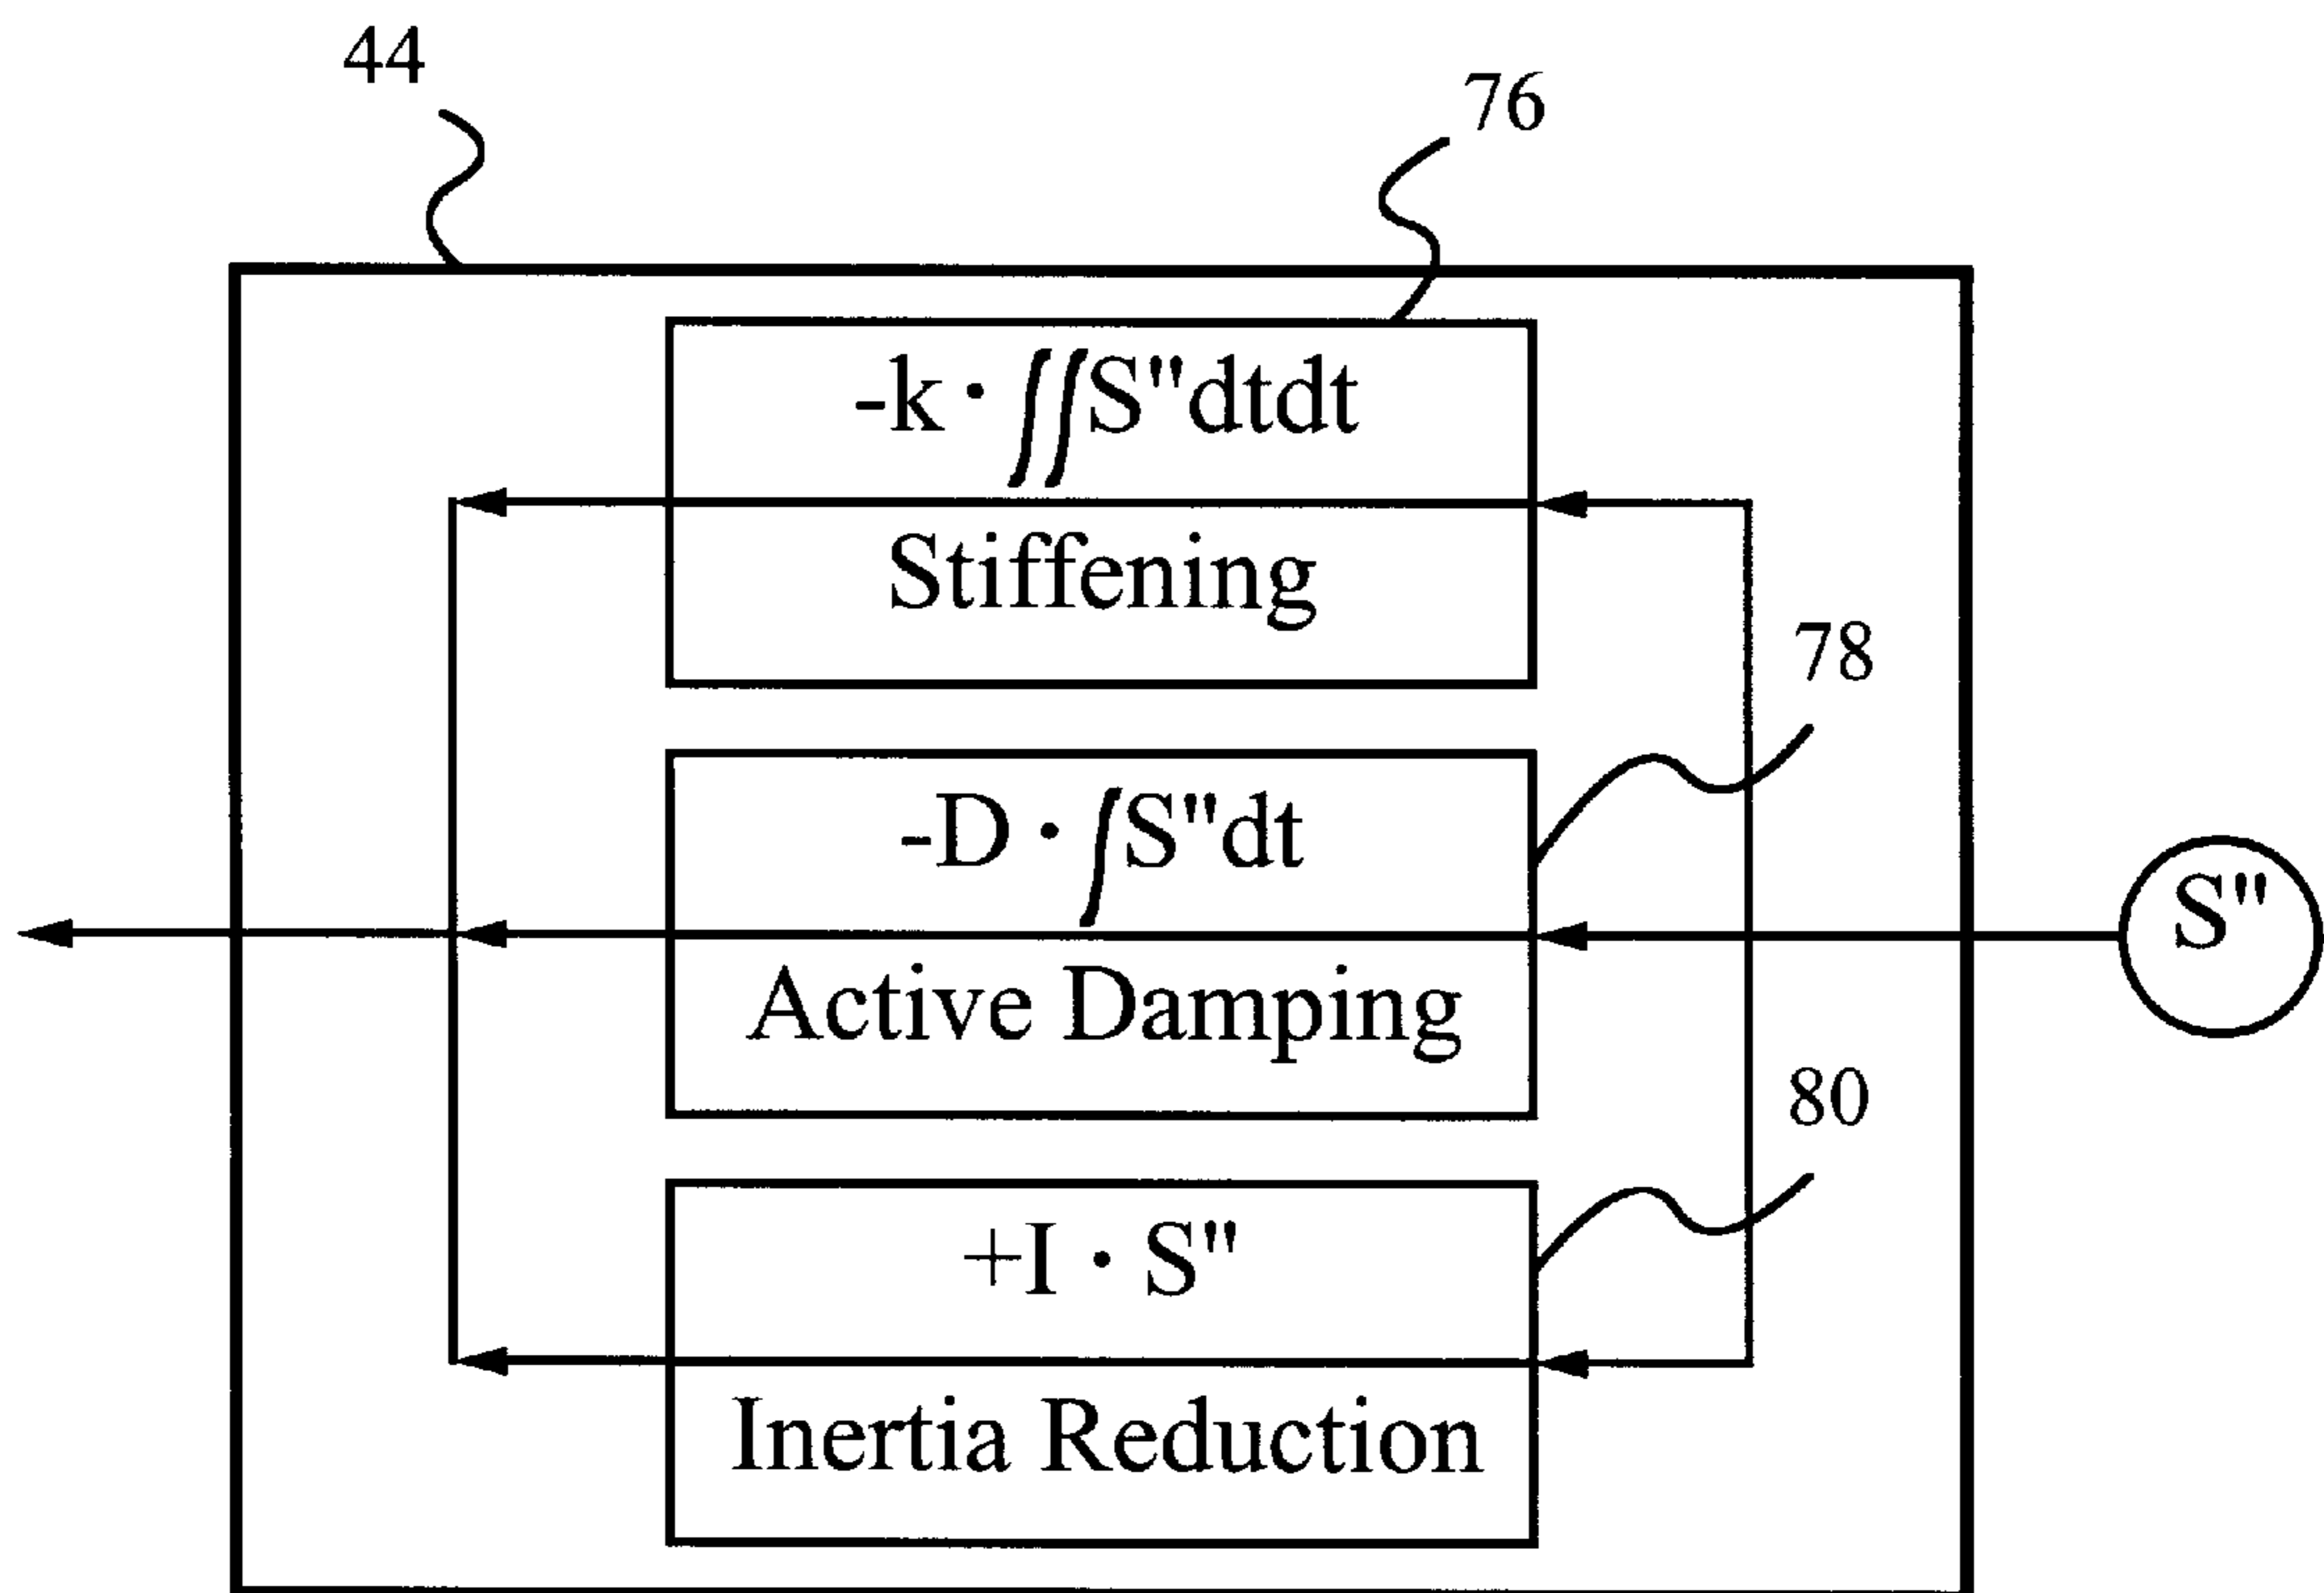 44
76
-k · ∬S"dtdt
Stiffening
78
-D · ∫S"dt
S"
Active Damping
80
+I · S"
Inertia Reduction